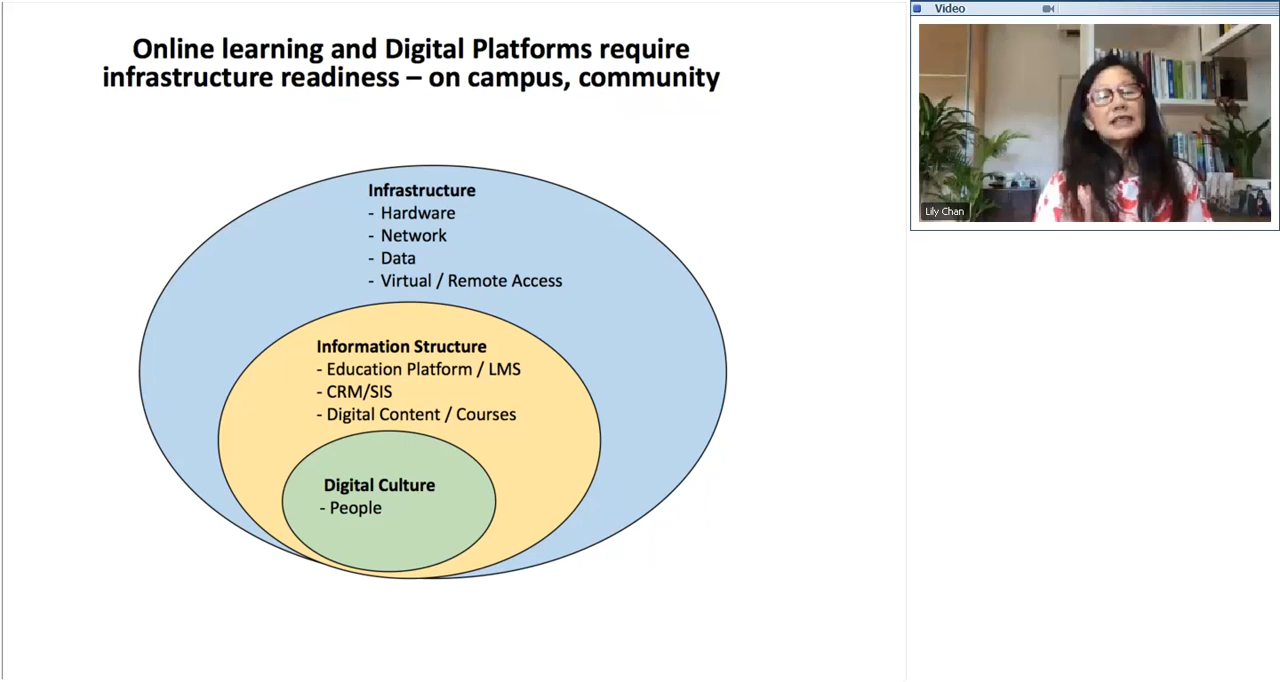 Online learning and Digital Platforms require
infrastructure readiness – on campus, community
Infrastructure
- Hardware
- Network
- Data
- Virtual / Remote Access
Information Structure
- Education Platform / LMS
- CRM/SIS
- Digital Content / Courses
Digital Culture
- People
Video
Lily Chan